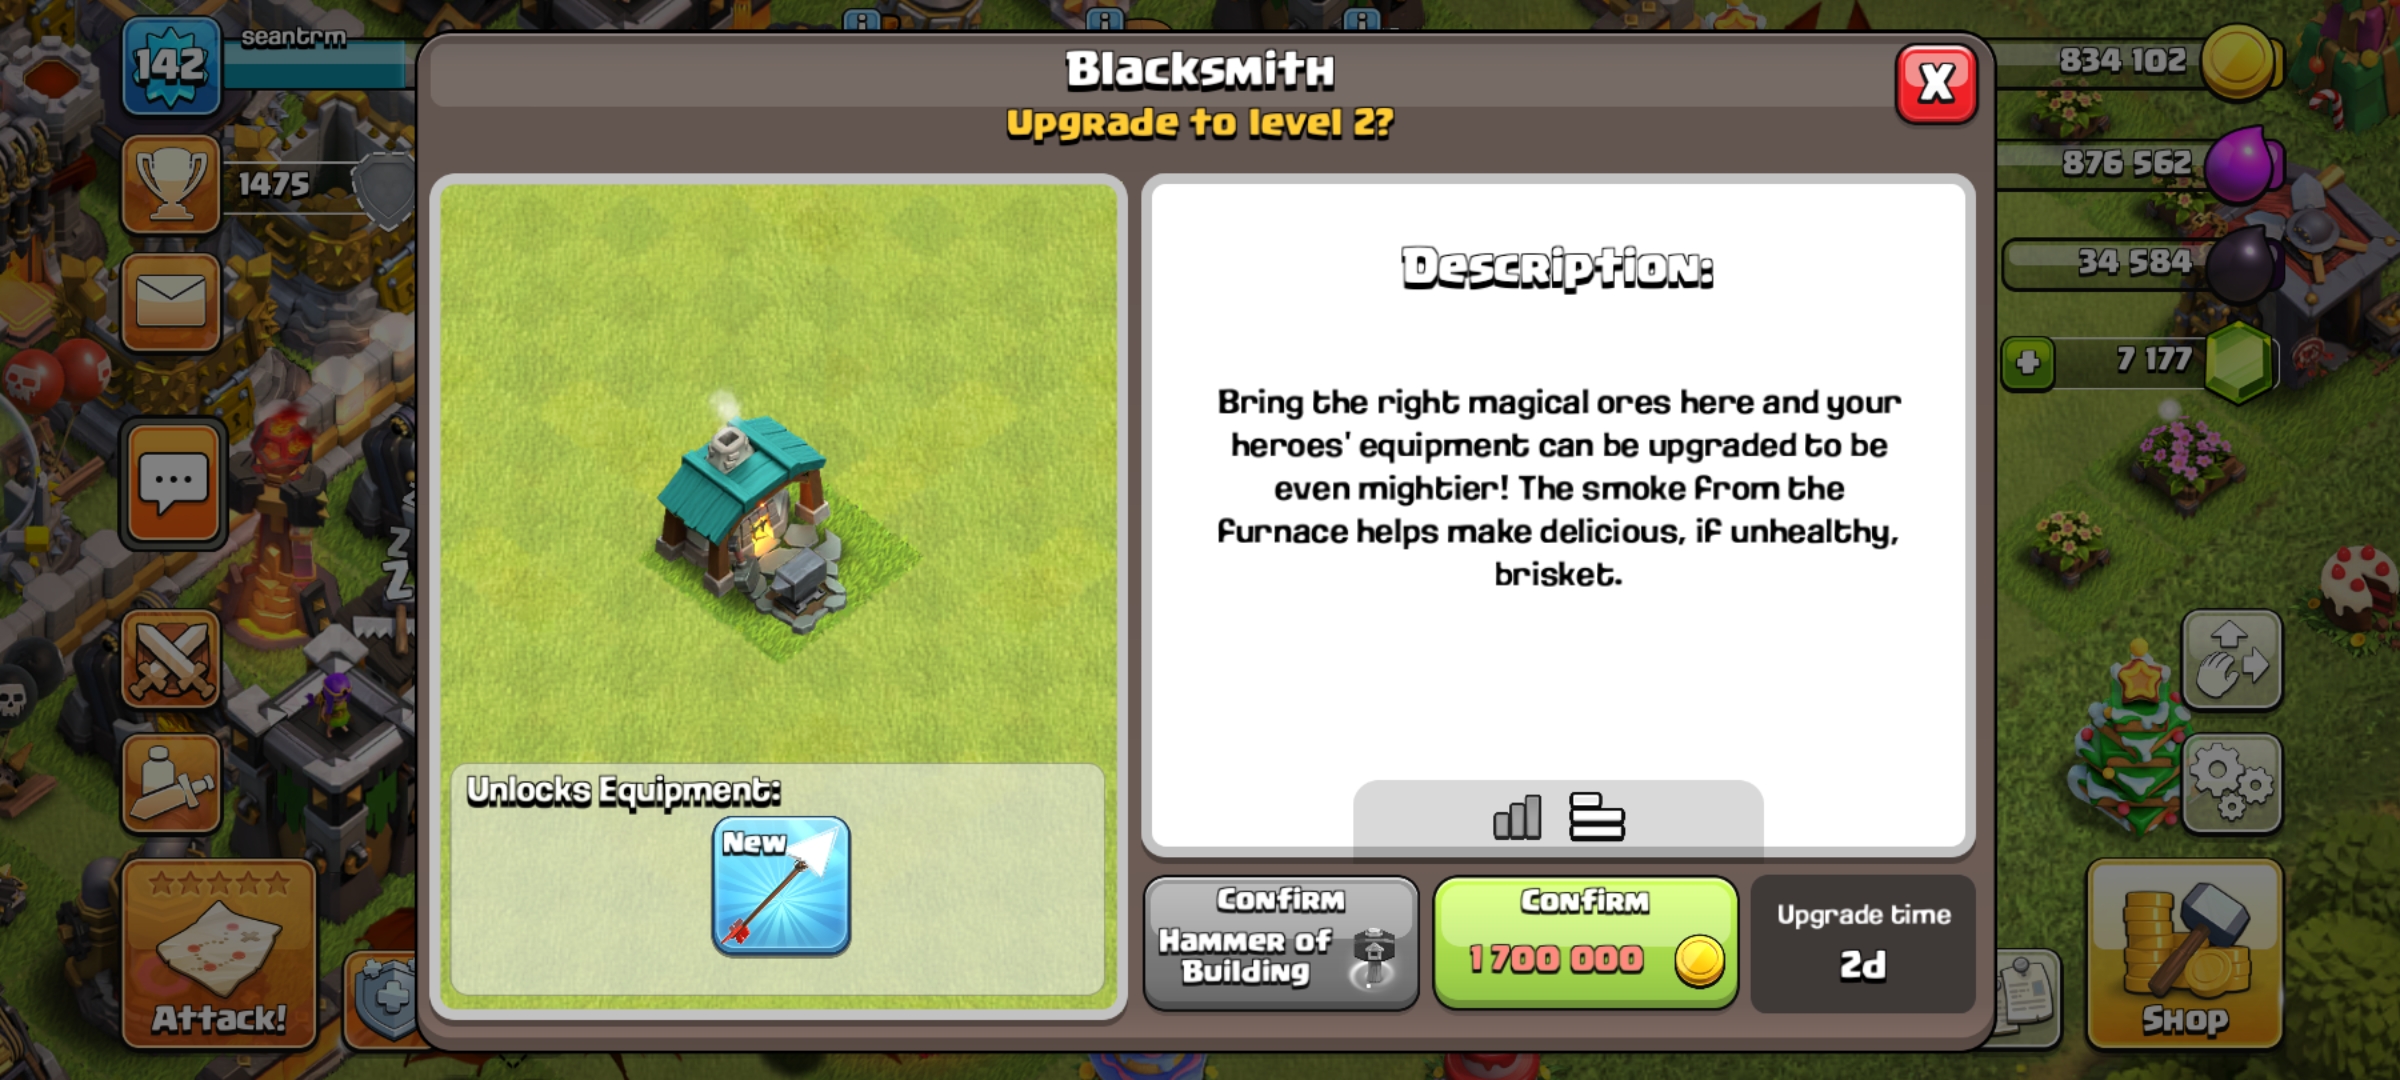 142
seantrm
1475
Attack!
Blacksmith
Upgrade to level 2?
X
Unlocks Equipment:
New
Description:
Bring the right magical ores here and your
heroes' equipment can be upgraded to be
even mightier! The smoke from the
furnace helps make delicious, if unhealthy,
brisket.
Confirm
Hammer of
Building
Confirm
1 700 000
Upgrade time
2d
834 102
876 562
34 584
7 177
Shop
Z
Z